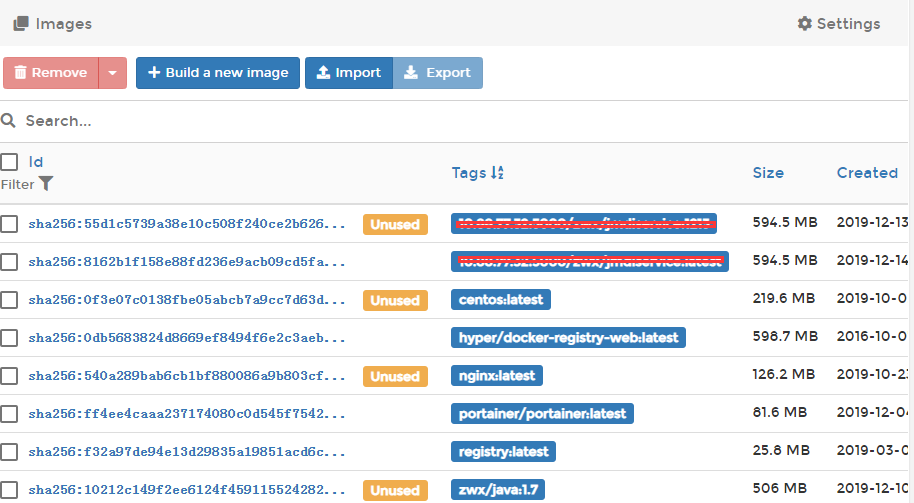 Images Settings
Remove Build a new image Import Export
Search...
Id
Filter
Tags Size Created
sha256:55d1c5739a38e10c508f240ce2b626... Unused 594.5 MB 2019-12-13
sha256:8162b1f158e88fd236e9acb09cd5fa... 594.5 MB 2019-12-14
sha256:0f3e07c0138fbe05abcb7a9cc7d63d... Unused centos:latest 219.6 MB 2019-10-0
sha256:0db5683824d8669ef8494f6e2c3aeb... hyper/docker-registry-web:latest 598.7 MB 2016-10-0
sha256:540a289bab6cb1bf880086a9b803cf... Unused nginx:latest 126.2 MB 2019-10-23
sha256:ff4ee4caaa237174080c0d545f7542... portainer/portainer:latest 81.6 MB 2019-12-04
sha256:f32a97de94e13d29835a19851acd6c... registry:latest 25.8 MB 2019-03-0
sha256:10212c149f2ee6124f459115524282... Unused zwx/java:1.7 506 MB 2019-12-10